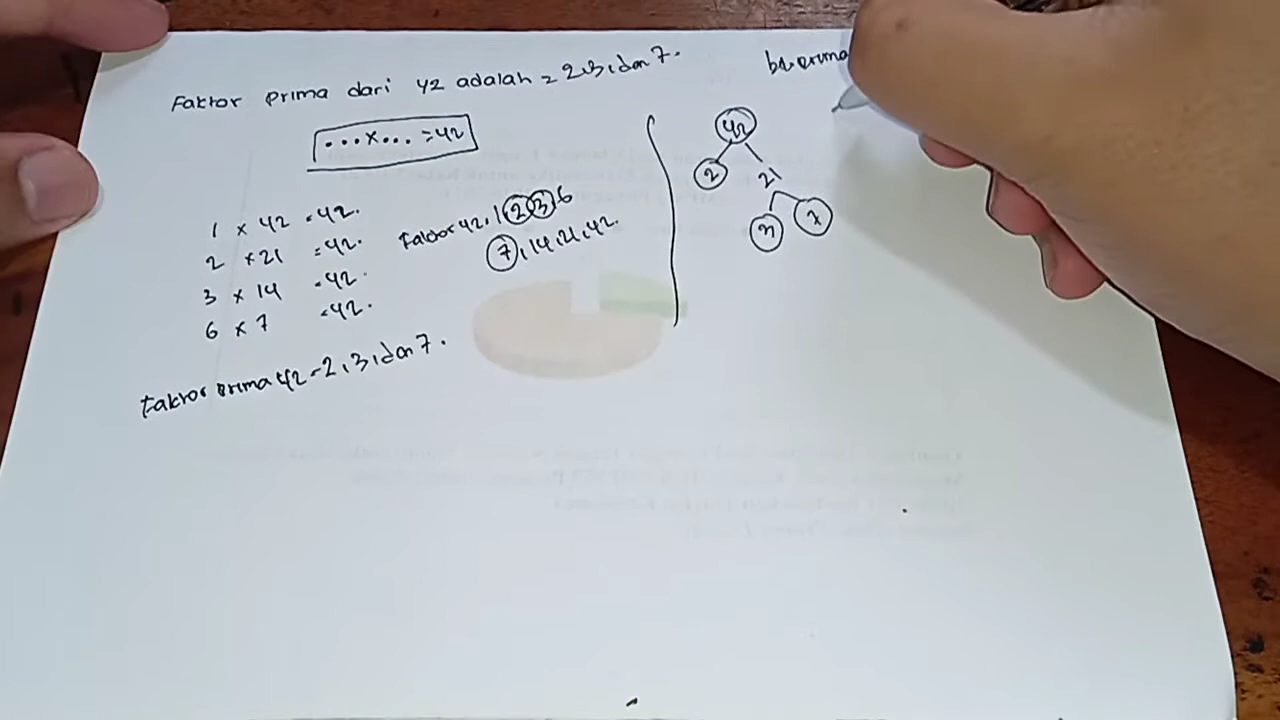 Faktor prima dari 42 adalah = 2,3, dan 7.
...x... = 42
1 x 42 = 42.
2 x 21 = 42.
3 x 14 = 42.
6 x 7 = 42.
Faktor 42, 1,2,3,6
7, 14, 21, 42.
Faktor prima 42 = 2, 3, dan 7.
42
2 21
3 7